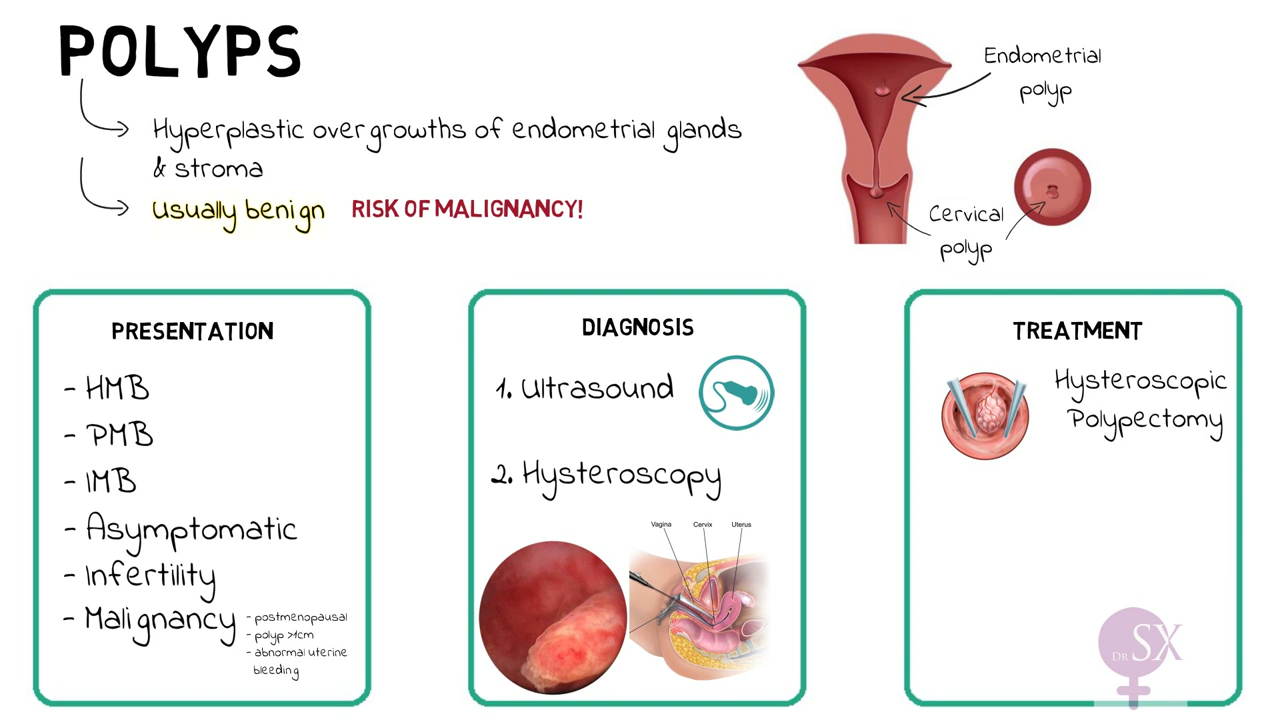 POLYPS
Hyperplastic overgrowths of endometrial glands
& stroma
Usually benign RISK OF MALIGNANCY!
Endometrial
polyp
Cervical
polyp
PRESENTATION
- HMB
- PMB
- IMB
- Asymptomatic
- Infertility
- Malignancy
- postmenopausal
- polyp >1cm
- abnormal uterine
bleeding
DIAGNOSIS
1. Ultrasound
2. Hysteroscopy
Vagina Cervix Uterus
TREATMENT
Hysteroscopic
Polypectomy
DR SX